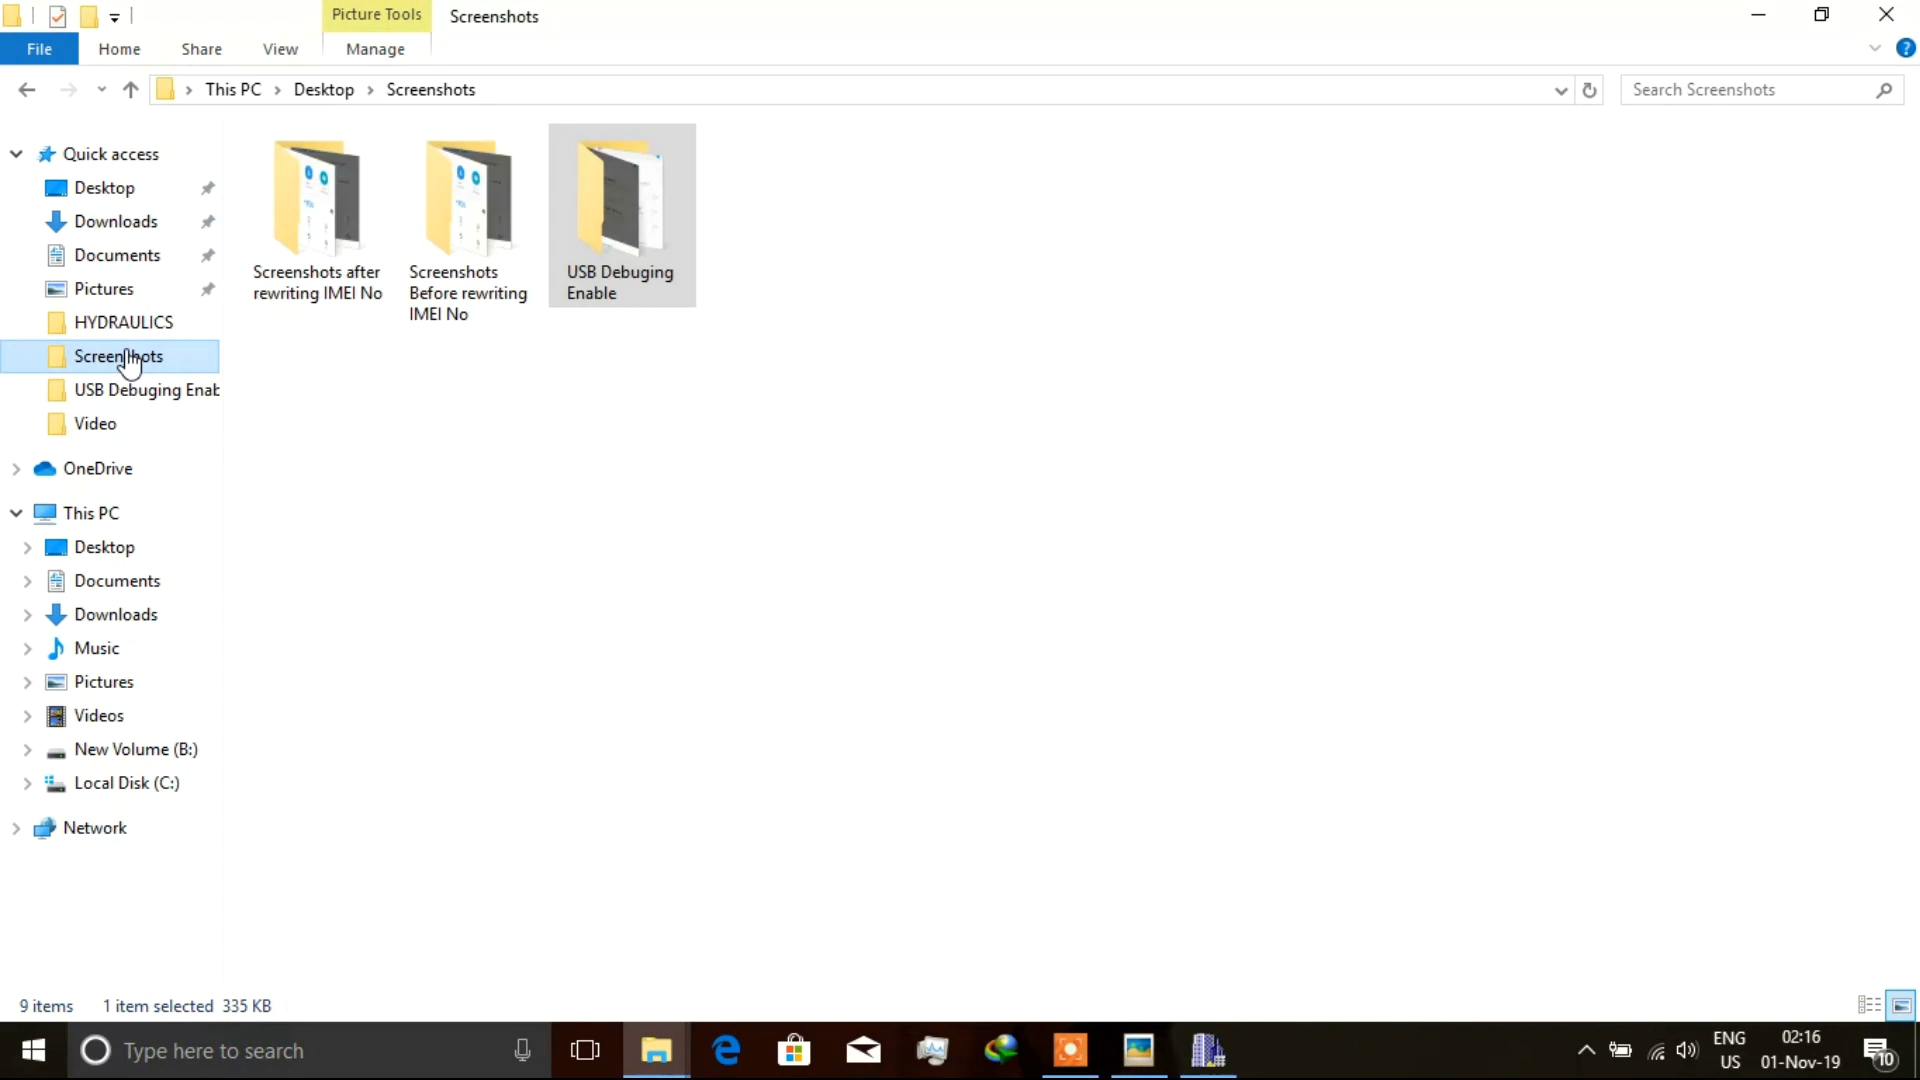 Picture Tools
Screenshots
File
Home
Share
View
Manage
This PC
Desktop
Screenshots
Search Screenshots
Quick access
Desktop
Downloads
Documents
Pictures
HYDRAULICS
Screenshots
USB Debuging Enab
Video
OneDrive
This PC
Desktop
Documents
Downloads
Music
Pictures
Videos
New Volume (B:)
Local Disk (C:)
Network
Screenshots after
rewriting IMEI No
Screenshots
Before rewriting
IMEI No
USB Debuging
Enable
9 items
1 item selected 335 KB
Type here to search
ENG
US
02:16
01-Nov-19
10